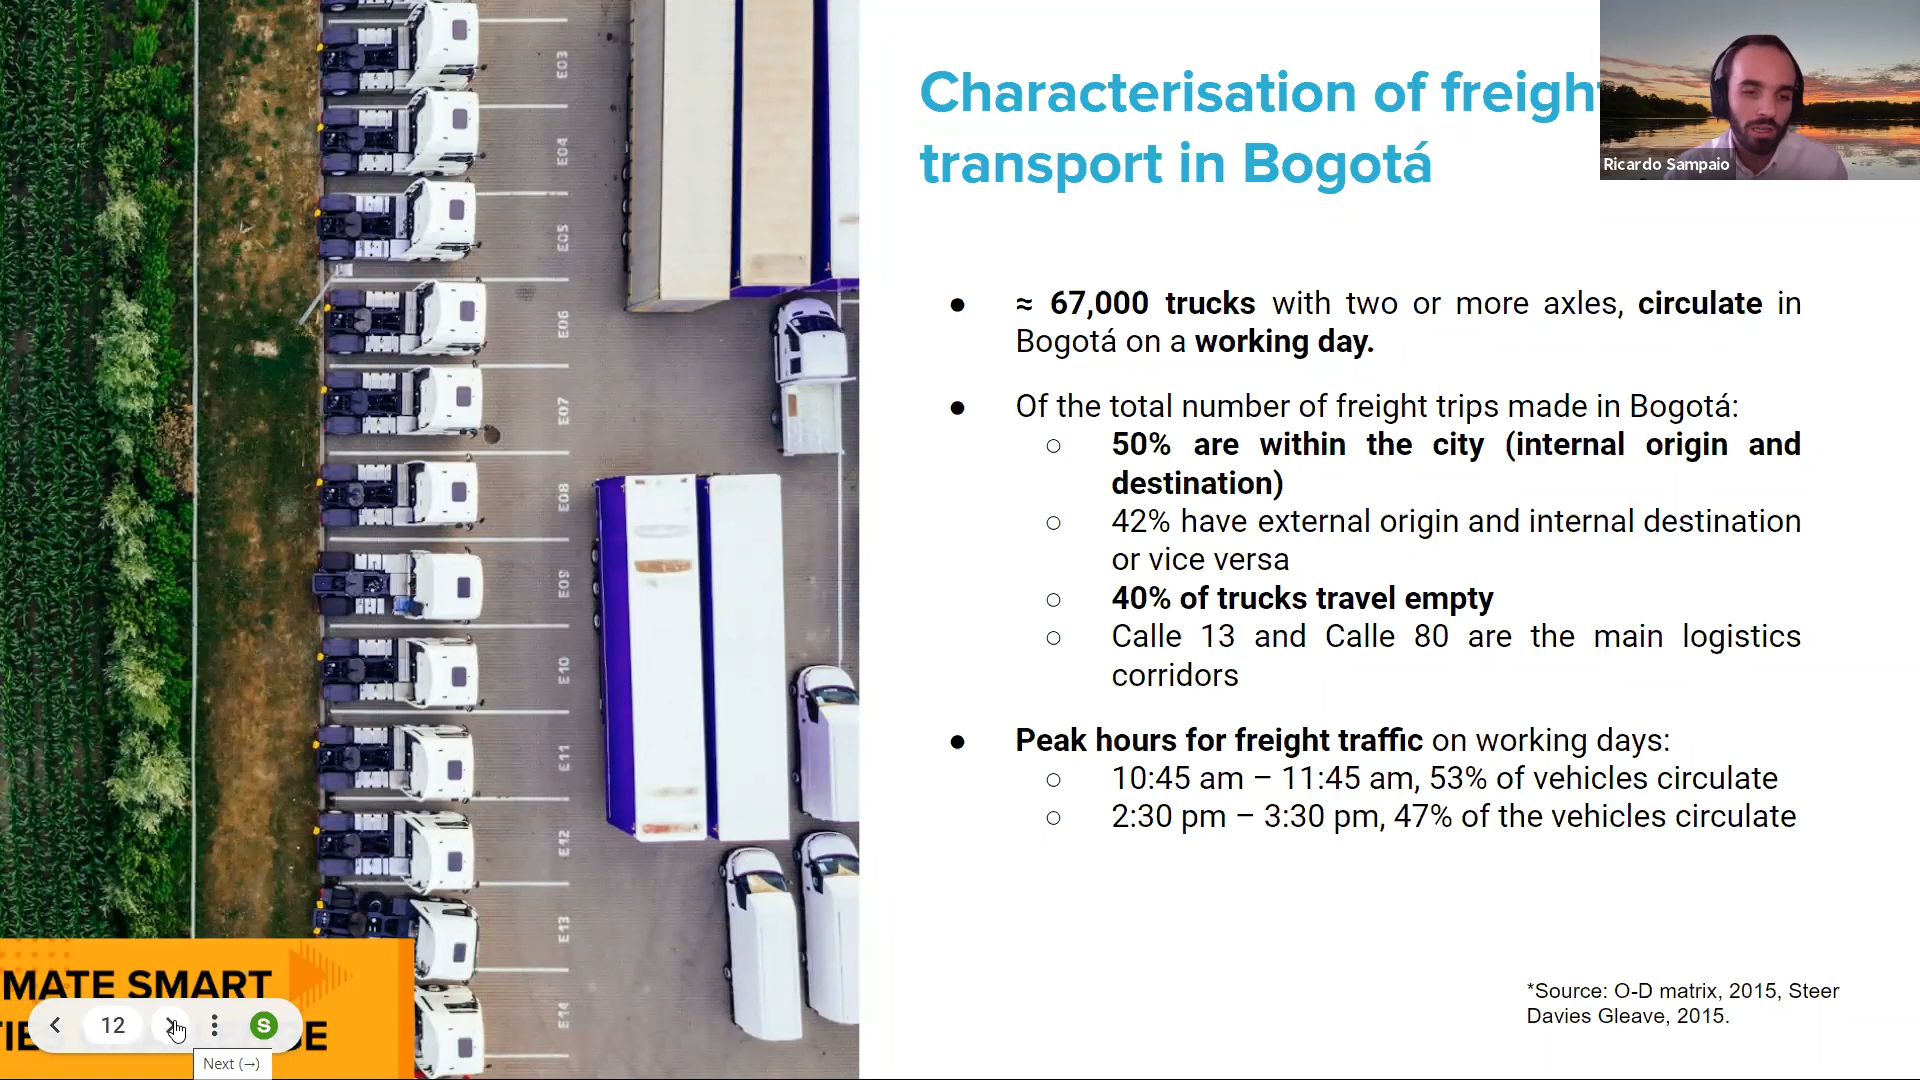 Characterisation of freigh
transport in Bogotá
Ricardo Sampaio
● ≈ 67,000 trucks with two or more axles, circulate in
Bogotá on a working day.
● Of the total number of freight trips made in Bogotá:
○ 50% are within the city (internal origin and
destination)
○ 42% have external origin and internal destination
or vice versa
○ 40% of trucks travel empty
○ Calle 13 and Calle 80 are the main logistics
corridors
● Peak hours for freight traffic on working days:
○ 10:45 am – 11:45 am, 53% of vehicles circulate
○ 2:30 pm – 3:30 pm, 47% of the vehicles circulate
*Source: O-D matrix, 2015, Steer
Davies Gleave, 2015.
E03
E04
E05
E06
E07
E08
E09
E10
E11
E12
E13
E14
MATE SMART
12
S
Next (→)